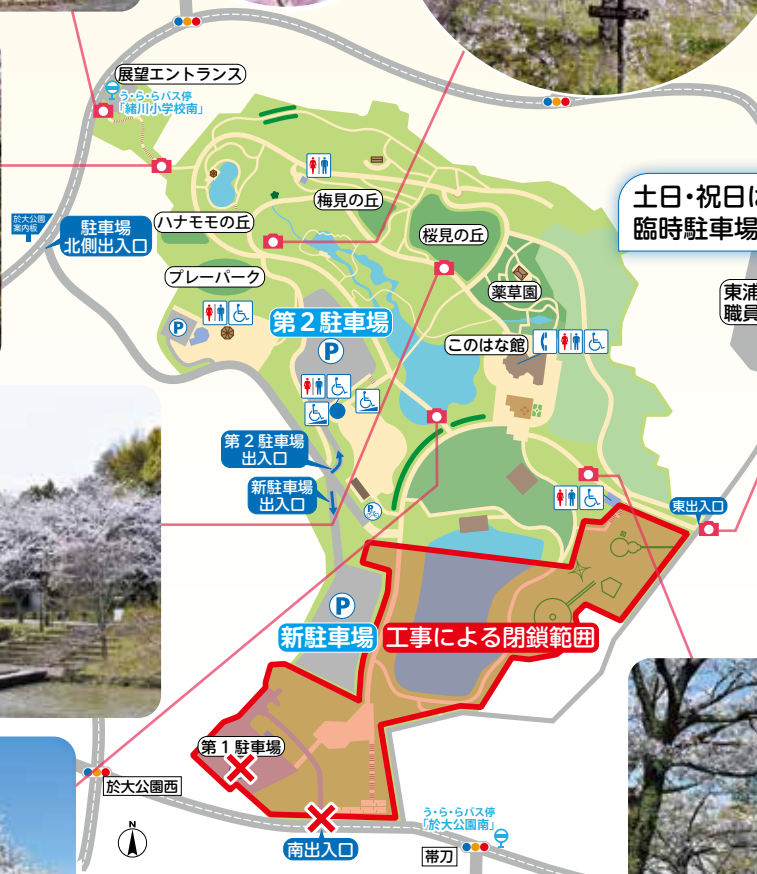 展望エントランス
う・ら・らバス停
「緒川小学校南」
於大公園
案内板
駐車場
北側出入口
ハナモモの丘
梅見の丘
桜見の丘
土日・祝日は
臨時駐車場
プレーパーク
薬草園
東浦
職員
P
第2駐車場
P
このはな館
第2駐車場
出入口
新駐車場
出入口
P
東出入口
P
新駐車場
工事による閉鎖範囲
第1駐車場
於大公園西
N
南出入口
う・ら・らバス停
「於大公園南」
帯刀